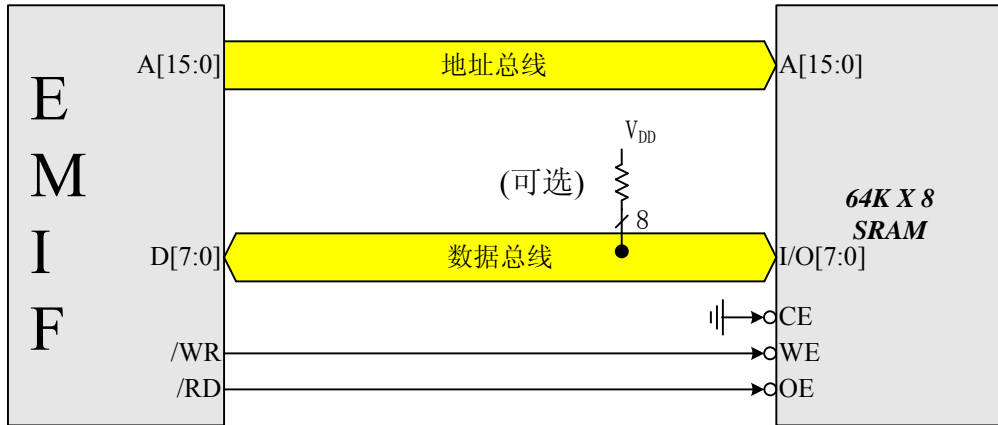 E
M
I
F
A[15:0]
地址总线
A[15:0]
V_DD
(可选)
8
64K X 8
SRAM
D[7:0]
数据总线
I/O[7:0]
CE
/WR
WE
/RD
OE